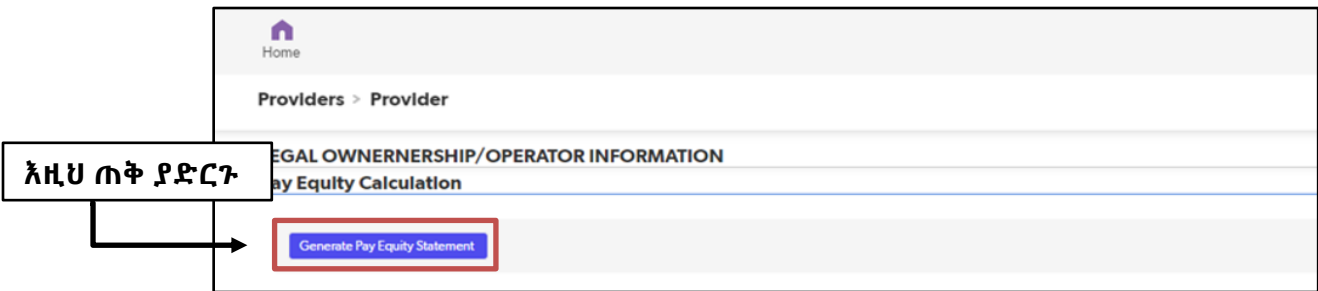 Home
Providers > Provider
EGAL OWNERNERSHIP/OPERATOR INFORMATION
እዚህ ጠቅ ያድርጉ
ay Equity Calculation
Generate Pay Equity Statement